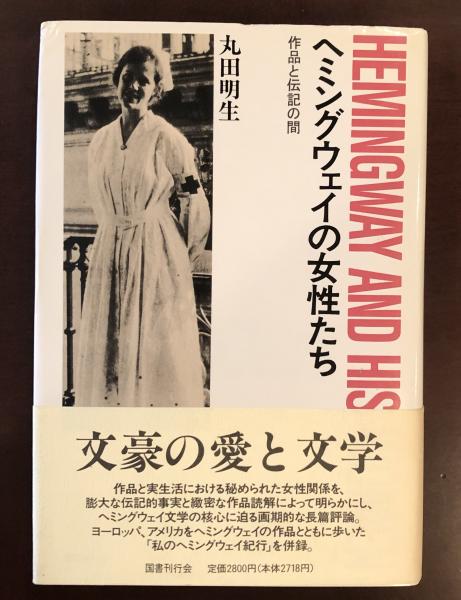 HEMINGWAY AND HIS
ヘミングウェイの女性たち
作品と伝記の間
丸田明生
文豪の愛と文学
作品と実生活における秘められた女性関係を、
膨大な伝記的事実と緻密な作品読解によって明らかにし、
ヘミングウェイ文学の核心に迫る画期的な長篇評論。
ヨーロッパ、アメリカをヘミングウェイの作品とともに歩いた
「私のヘミングウェイ紀行」を併録。
国書刊行会　定価2800円(本体2718円)